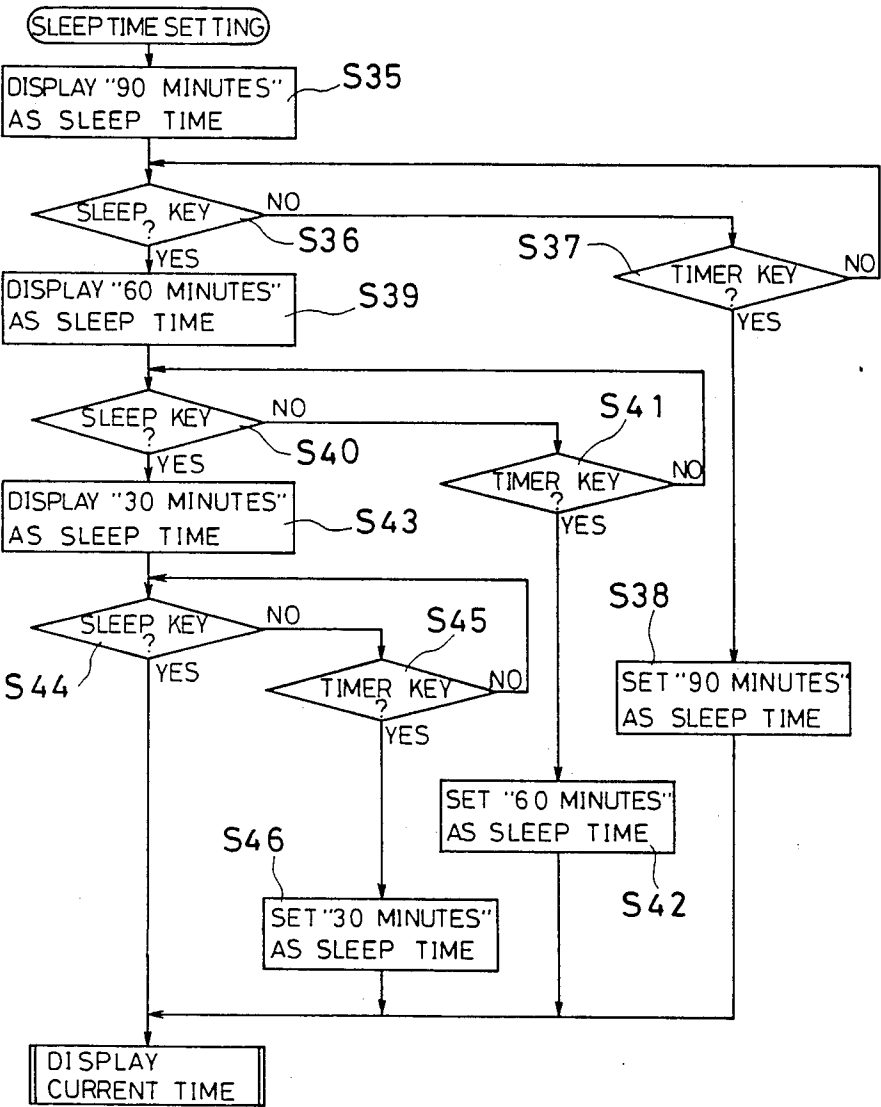 SLEEP TIME SETTING
DISPLAY "90 MINUTES"
AS SLEEP TIME
S35
SLEEP KEY
?
NO
YES
S36
S37
TIMER KEY
?
NO
YES
DISPLAY "60 MINUTES"
AS SLEEP TIME
S39
SLEEP KEY
?
NO
YES
S40
S41
TIMER KEY
?
NO
YES
DISPLAY "30 MINUTES"
AS SLEEP TIME
S43
SLEEP KEY
?
NO
YES
S44
S45
TIMER KEY
?
NO
YES
S38
SET "90 MINUTES"
AS SLEEP TIME
SET "60 MINUTES"
AS SLEEP TIME
S42
S46
SET "30 MINUTES"
AS SLEEP TIME
DISPLAY
CURRENT TIME